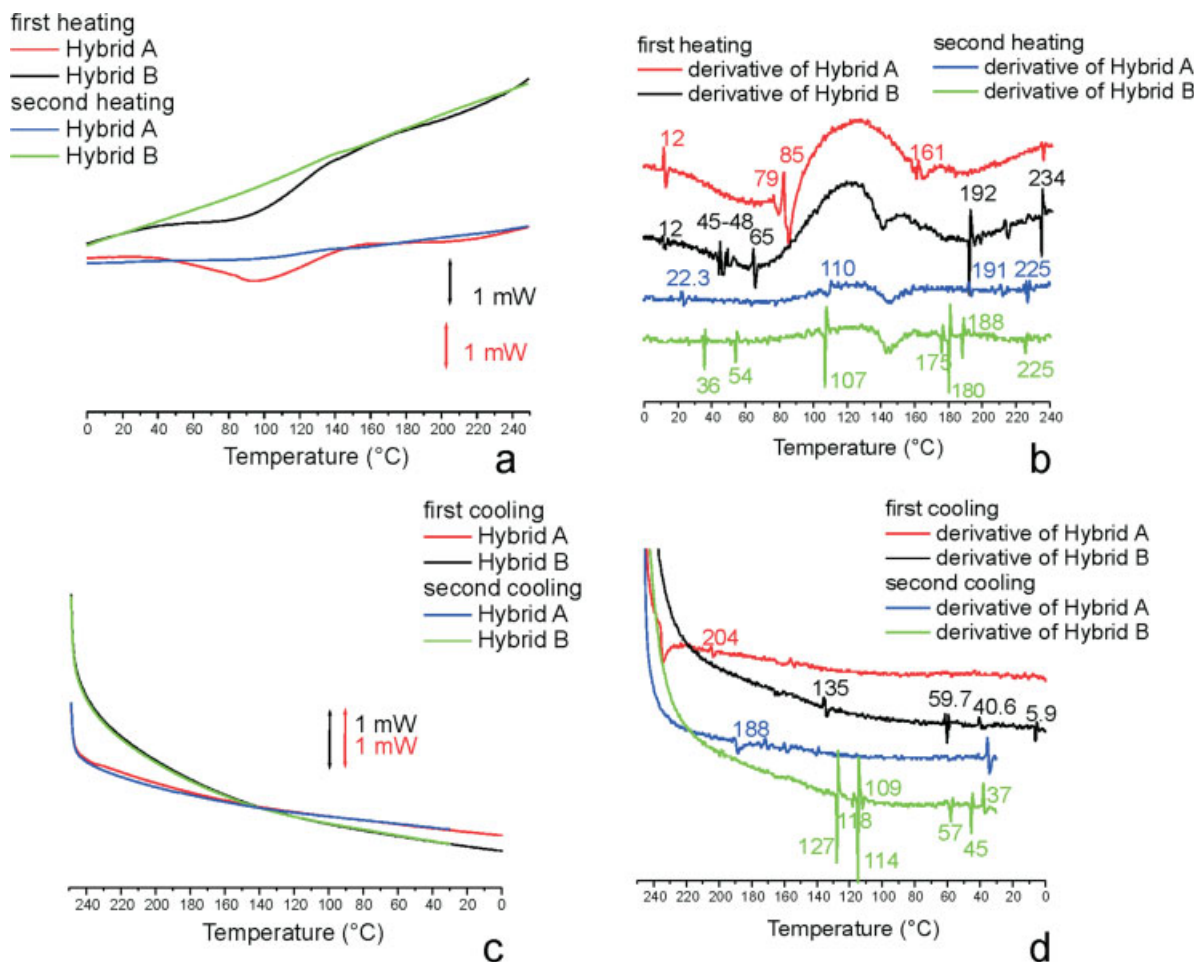 first heating
Hybrid A
Hybrid B
second heating
Hybrid A
Hybrid B
1 mW
1 mW
0 20 40 60 80 100 120 140 160 180 200 220 240
Temperature (°C)
a
first heating
derivative of Hybrid A
derivative of Hybrid B
second heating
derivative of Hybrid A
derivative of Hybrid B
12
79
85
161
12
45-48
65
192
234
22.3
110
191
225
36
54
107
175
180
188
225
0 20 40 60 80 100 120 140 160 180 200 220 240
Temperature (°C)
b
first cooling
Hybrid A
Hybrid B
second cooling
Hybrid A
Hybrid B
1 mW
1 mW
240 220 200 180 160 140 120 100 80 60 40 20 0
Temperature (°C)
c
first cooling
derivative of Hybrid A
derivative of Hybrid B
second cooling
derivative of Hybrid A
derivative of Hybrid B
204
135
59.7
40.6
5.9
188
127
118
109
114
57
45
37
240 220 200 180 160 140 120 100 80 60 40 20 0
Temperature (°C)
d